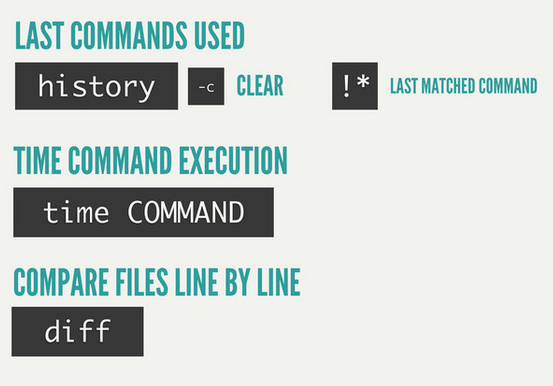 LAST COMMANDS USED
history -c CLEAR !* LAST MATCHED COMMAND
TIME COMMAND EXECUTION
time COMMAND
COMPARE FILES LINE BY LINE
diff